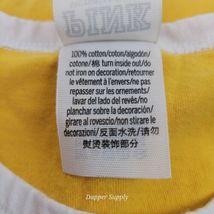 PINK
100% cotton/coton/algodón/
cotone/棉 turn inside out/do
not iron on decoration/retourner
le vêtement à l'envers/ne pas
repasser sur les ornements/
lavar del lado del revés/no
planchar sobre la decoración/
girare al rovescio/non stirare le
decorazioni/反面水洗/请勿
熨烫装饰部件
Dapper Supply